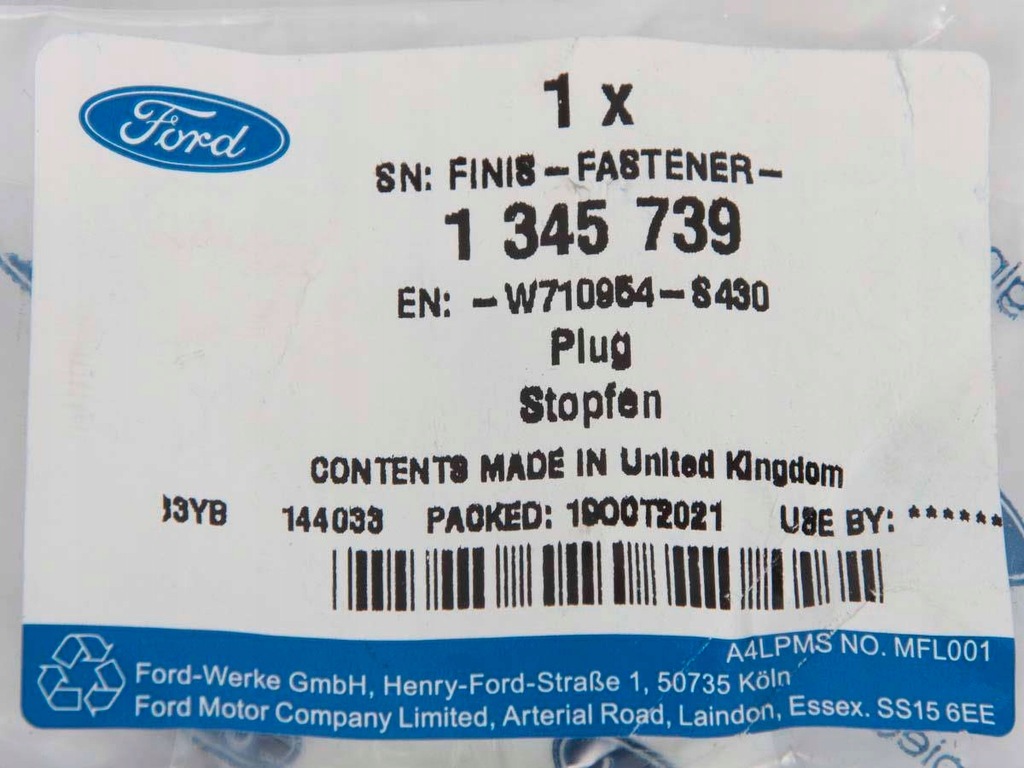 Ford
1 x
SN: FINIS-FASTENER-
1 345 739
EN: -W710954-S430
Plug
Stopfen
CONTENTS MADE IN United Kingdom
3YB 144033 PACKED: 19OCT2021 USE BY: ******
A4LPMS NO. MFL001
Ford-Werke GmbH, Henry-Ford-Straße 1, 50735 Köln
Ford Motor Company Limited, Arterial Road, Laindon, Essex. SS15 6EE